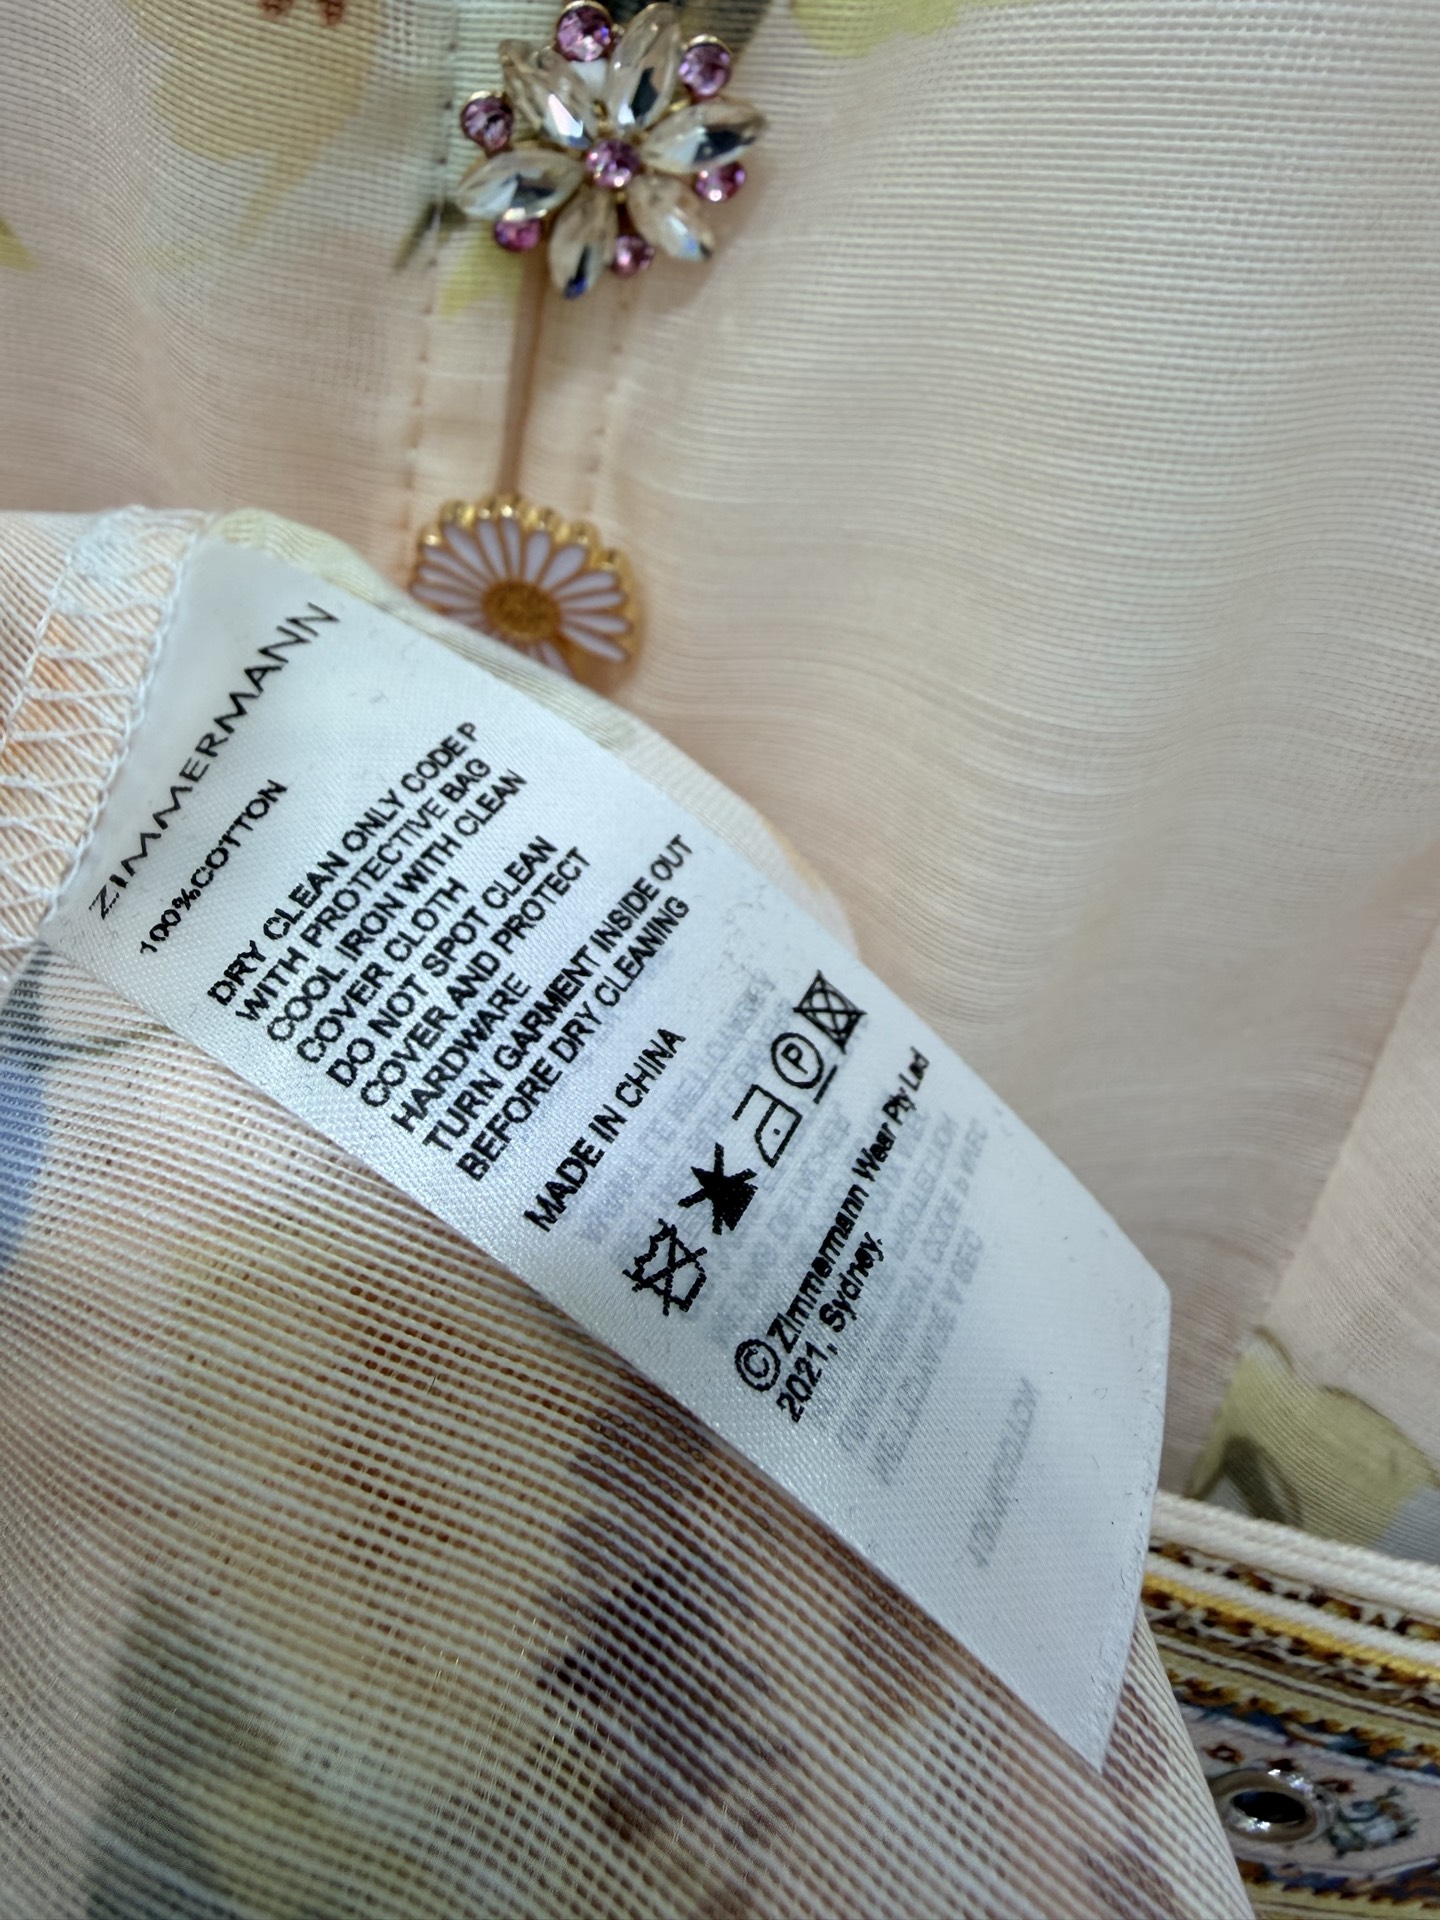 ZIMMERMANN
100%COTTON
DRY CLEAN ONLY CODE P
WITH PROTECTIVE BAG
COOL IRON WITH CLEAN
COVER CLOTH
DO NOT SPOT CLEAN
COVER AND PROTECT
HARDWARE
TURN GARMENT INSIDE OUT
BEFORE DRY CLEANING
MADE IN CHINA
P
©Zimmermann Wear Pty Ltd
2021, Sydney.